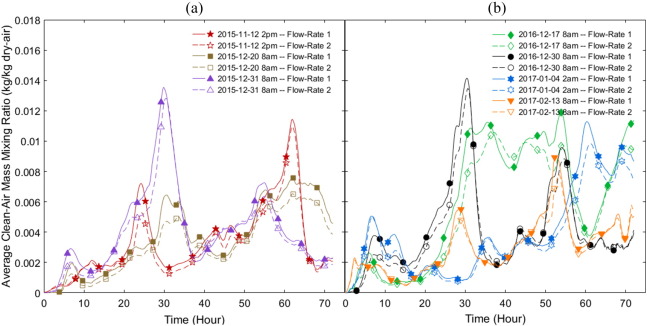 (a)
(b)
Average Clean-Air Mass Mixing Ratio (kg/kg dry-air)
0.018
0.016
0.014
0.012
0.01
0.008
0.006
0.004
0.002
0
2015-11-12 2pm -- Flow-Rate 1
2015-11-12 2pm -- Flow-Rate 2
2015-12-20 8am -- Flow-Rate 1
2015-12-20 8am -- Flow-Rate 2
2015-12-31 8am -- Flow-Rate 1
2015-12-31 8am -- Flow-Rate 2
2016-12-17 8am -- Flow-Rate 1
2016-12-17 8am -- Flow-Rate 2
2016-12-30 8am -- Flow-Rate 1
2016-12-30 8am -- Flow-Rate 2
2017-01-04 2am -- Flow-Rate 1
2017-01-04 2am -- Flow-Rate 2
2017-02-13 8am -- Flow-Rate 1
2017-02-13 8am -- Flow-Rate 2
0 10 20 30 40 50 60 70
0 10 20 30 40 50 60 70
Time (Hour)
Time (Hour)